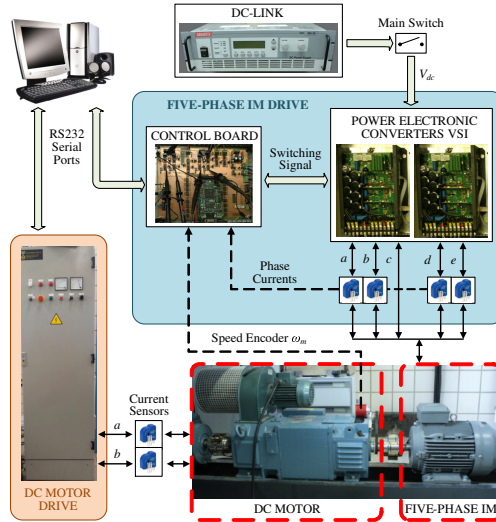 DC-LINK
Main Switch
V_dc
FIVE-PHASE IM DRIVE
CONTROL BOARD
POWER ELECTRONIC
CONVERTERS VSI
RS232
Serial
Ports
Switching
Signal
a b c d e
Phase
Currents
Speed Encoder ω_m
Current
Sensors
a
b
DC MOTOR
DRIVE
DC MOTOR
FIVE-PHASE IM